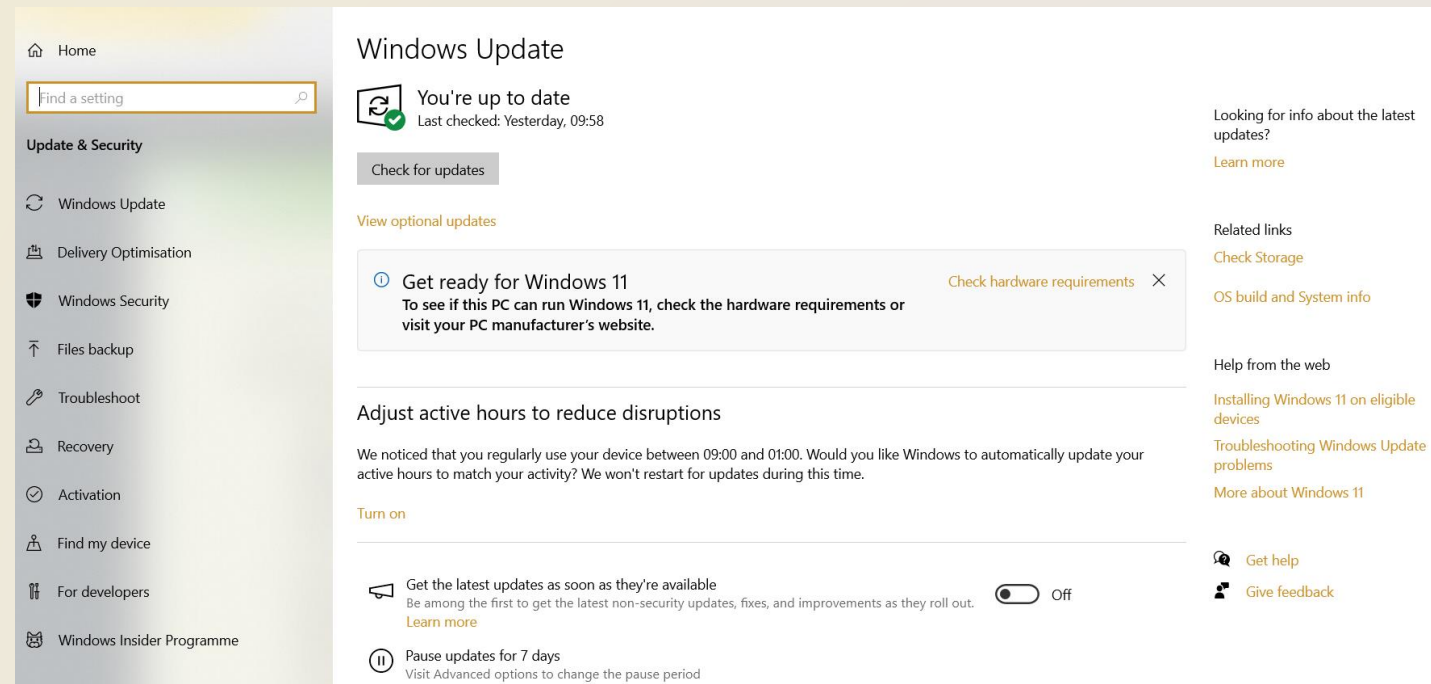 Home
Find a setting
Update & Security
Windows Update
Delivery Optimisation
Windows Security
Files backup
Troubleshoot
Recovery
Activation
Find my device
For developers
Windows Insider Programme
Windows Update
You're up to date
Last checked: Yesterday, 09:58
Check for updates
View optional updates
Get ready for Windows 11
To see if this PC can run Windows 11, check the hardware requirements or
visit your PC manufacturer's website.
Check hardware requirements
Adjust active hours to reduce disruptions
We noticed that you regularly use your device between 09:00 and 01:00. Would you like Windows to automatically update your
active hours to match your activity? We won't restart for updates during this time.
Turn on
Get the latest updates as soon as they're available
Be among the first to get the latest non-security updates, fixes, and improvements as they roll out.
Learn more
Off
Pause updates for 7 days
Visit Advanced options to change the pause period
Looking for info about the latest
updates?
Learn more
Related links
Check Storage
OS build and System info
Help from the web
Installing Windows 11 on eligible
devices
Troubleshooting Windows Update
problems
More about Windows 11
Get help
Give feedback